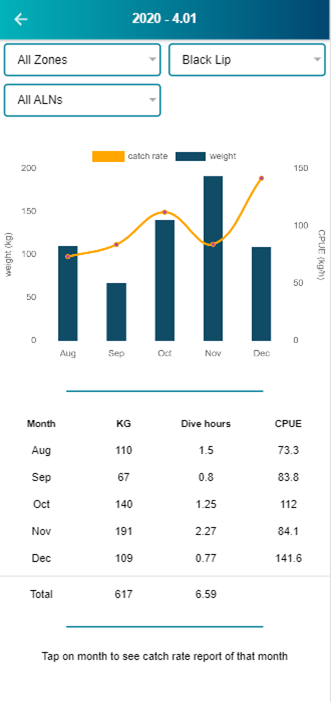 2020 - 4.01
All Zones Black Lip
All ALNs
catch rate weight
200 150
150
100
100
50
50
0 0
weight (kg)
CPUE (kg/h)
Aug Sep Oct Nov Dec
Month KG Dive hours CPUE
Aug 110 1.5 73.3
Sep 67 0.8 83.8
Oct 140 1.25 112
Nov 191 2.27 84.1
Dec 109 0.77 141.6
Total 617 6.59
Tap on month to see catch rate report of that month